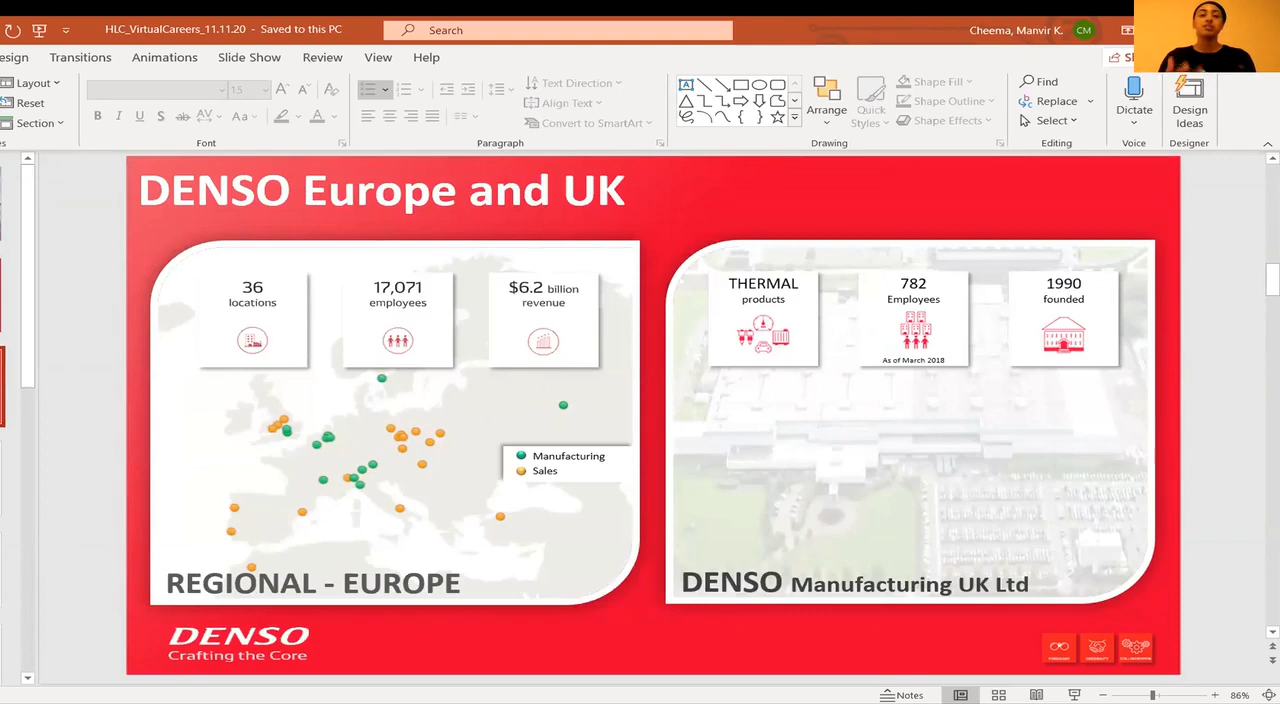 HLC_VirtualCareers_11.11.20 - Saved to this PC
Search
Cheema, Manvir K.
CM
esign
Transitions
Animations
Slide Show
Review
View
Help
Layout
Reset
Section
1.5
Text Direction
Align Text
Convert to SmartArt
Arrange
Quick
Styles
Shape Fill
Shape Outline
Shape Effects
Find
Replace
Select
Dictate
Design
Ideas
Font
Paragraph
Drawing
Editing
Voice
Designer
DENSO Europe and UK
36
locations
17,071
employees
$6.2 billion
revenue
Manufacturing
Sales
REGIONAL - EUROPE
THERMAL
products
782
Employees
As of March 2018
1990
founded
DENSO Manufacturing UK Ltd
DENSO
Crafting the Core
Notes
86%